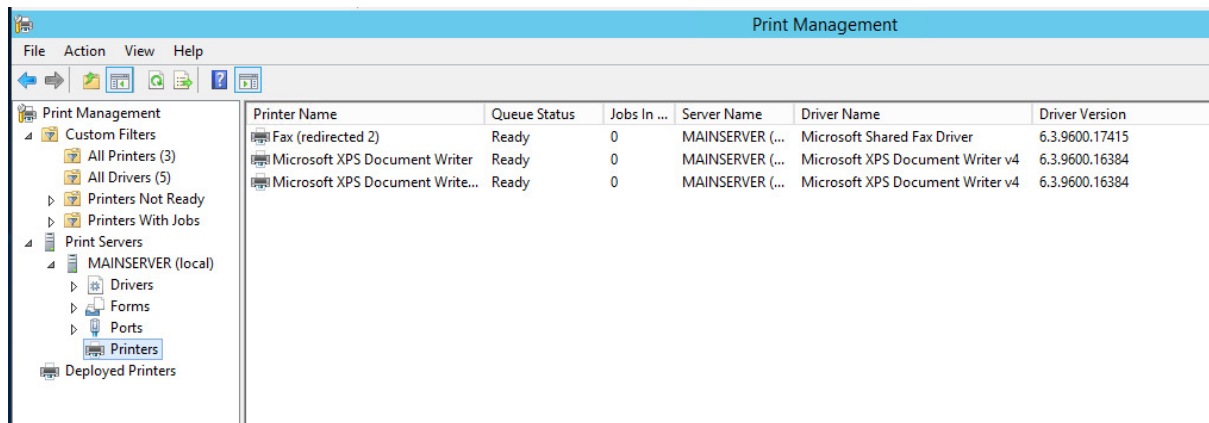 Print Management
File Action View Help
Print Management
Custom Filters
All Printers (3)
All Drivers (5)
Printers Not Ready
Printers With Jobs
Print Servers
MAINSERVER (local)
Drivers
Forms
Ports
Printers
Deployed Printers
Printer Name Queue Status Jobs In ... Server Name Driver Name Driver Version
Fax (redirected 2) Ready 0 MAINSERVER (... Microsoft Shared Fax Driver 6.3.9600.17415
Microsoft XPS Document Writer Ready 0 MAINSERVER (... Microsoft XPS Document Writer v4 6.3.9600.16384
Microsoft XPS Document Write... Ready 0 MAINSERVER (... Microsoft XPS Document Writer v4 6.3.9600.16384